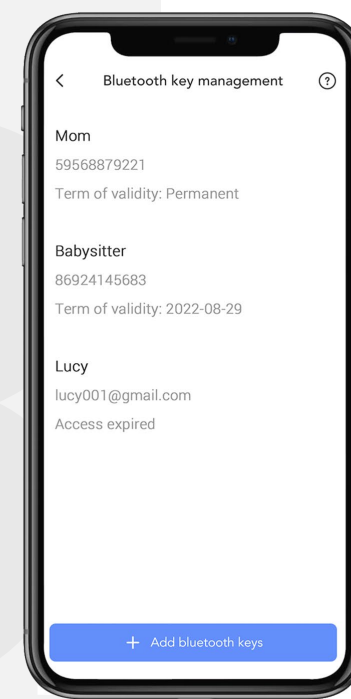 Bluetooth key management
Mom
59568879221
Term of validity: Permanent
Babysitter
86924145683
Term of validity: 2022-08-29
Lucy
lucy001@gmail.com
Access expired
+ Add bluetooth keys